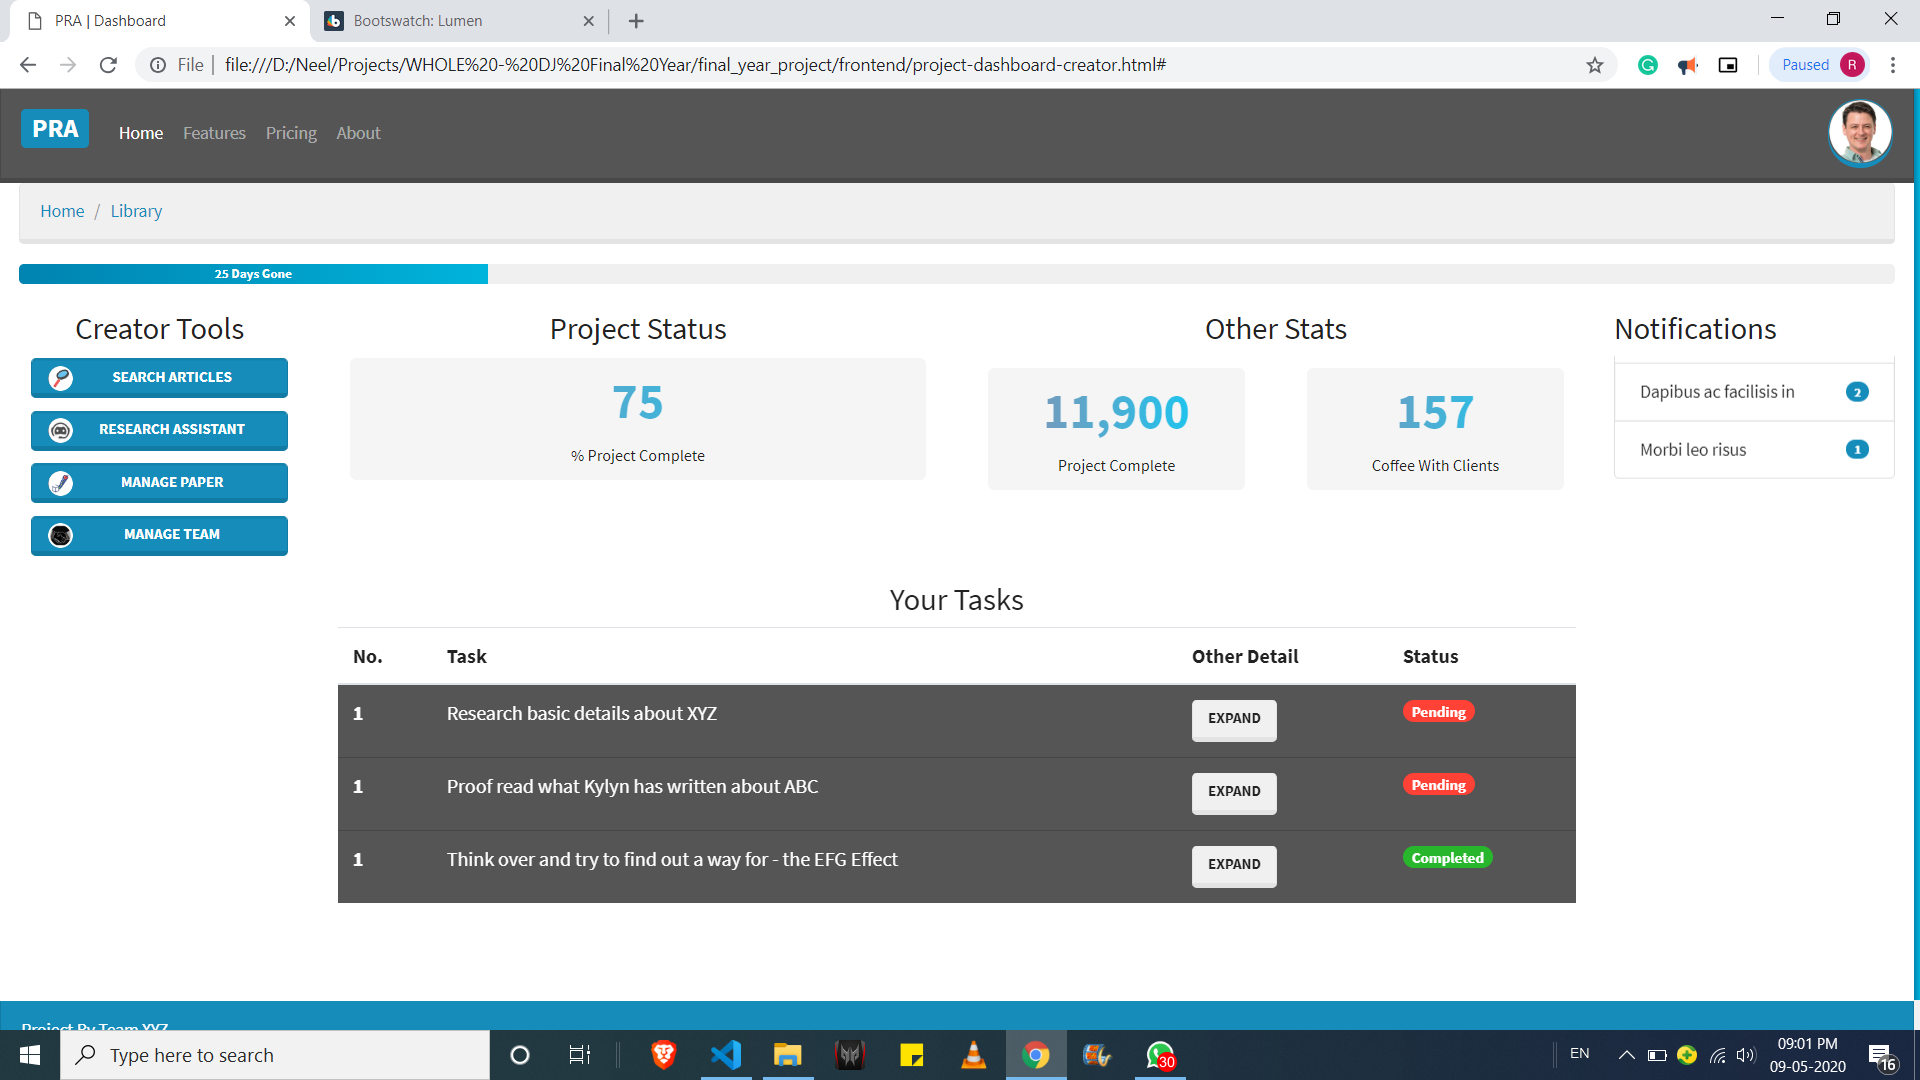 PRA | Dashboard
Bootswatch: Lumen
File
file:///D:/Neel/Projects/WHOLE%20-%20DJ%20Final%20Year/final_year_project/frontend/project-dashboard-creator.html#
Paused
R
PRA
Home
Features
Pricing
About
Home / Library
25 Days Gone
Creator Tools
SEARCH ARTICLES
RESEARCH ASSISTANT
MANAGE PAPER
MANAGE TEAM
Project Status
75
% Project Complete
Other Stats
11,900
Project Complete
157
Coffee With Clients
Notifications
Dapibus ac facilisis in 2
Morbi leo risus 1
Your Tasks
No. Task Other Detail Status
1 Research basic details about XYZ EXPAND Pending
1 Proof read what Kylyn has written about ABC EXPAND Pending
1 Think over and try to find out a way for - the EFG Effect EXPAND Completed
Project By Team XYZ
Type here to search
30
EN
09:01 PM
09-05-2020
16